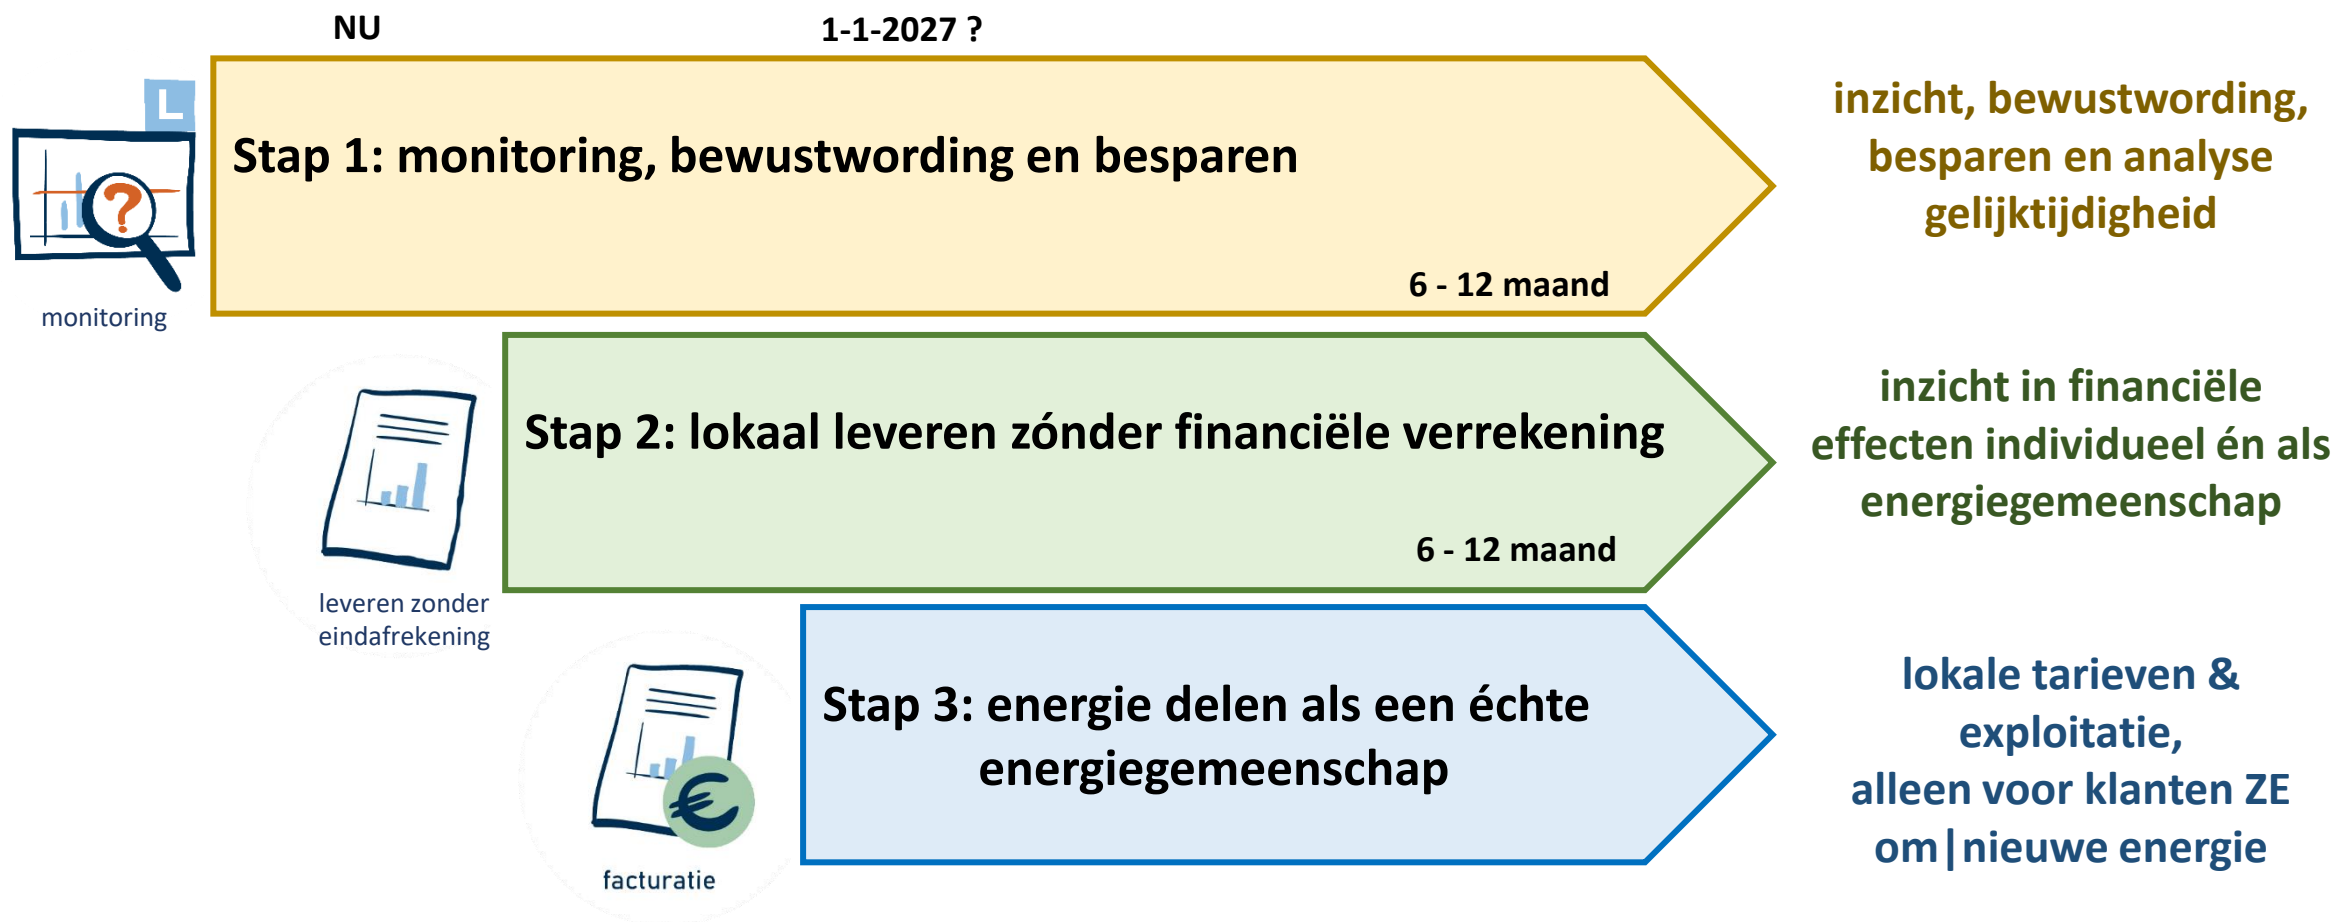 NU
1-1-2027 ?
L
Stap 1: monitoring, bewustwording en besparen
6 - 12 maand
?
monitoring
inzicht, bewustwording,
besparen en analyse
gelijktijdigheid
Stap 2: lokaal leveren zónder financiële verrekening
6 - 12 maand
leveren zonder
eindafrekening
inzicht in financiële
effecten individueel én als
energiegemeenschap
Stap 3: energie delen als een échte
energiegemeenschap
€
facturatie
lokale tarieven &
exploitatie,
alleen voor klanten ZE
om|nieuwe energie